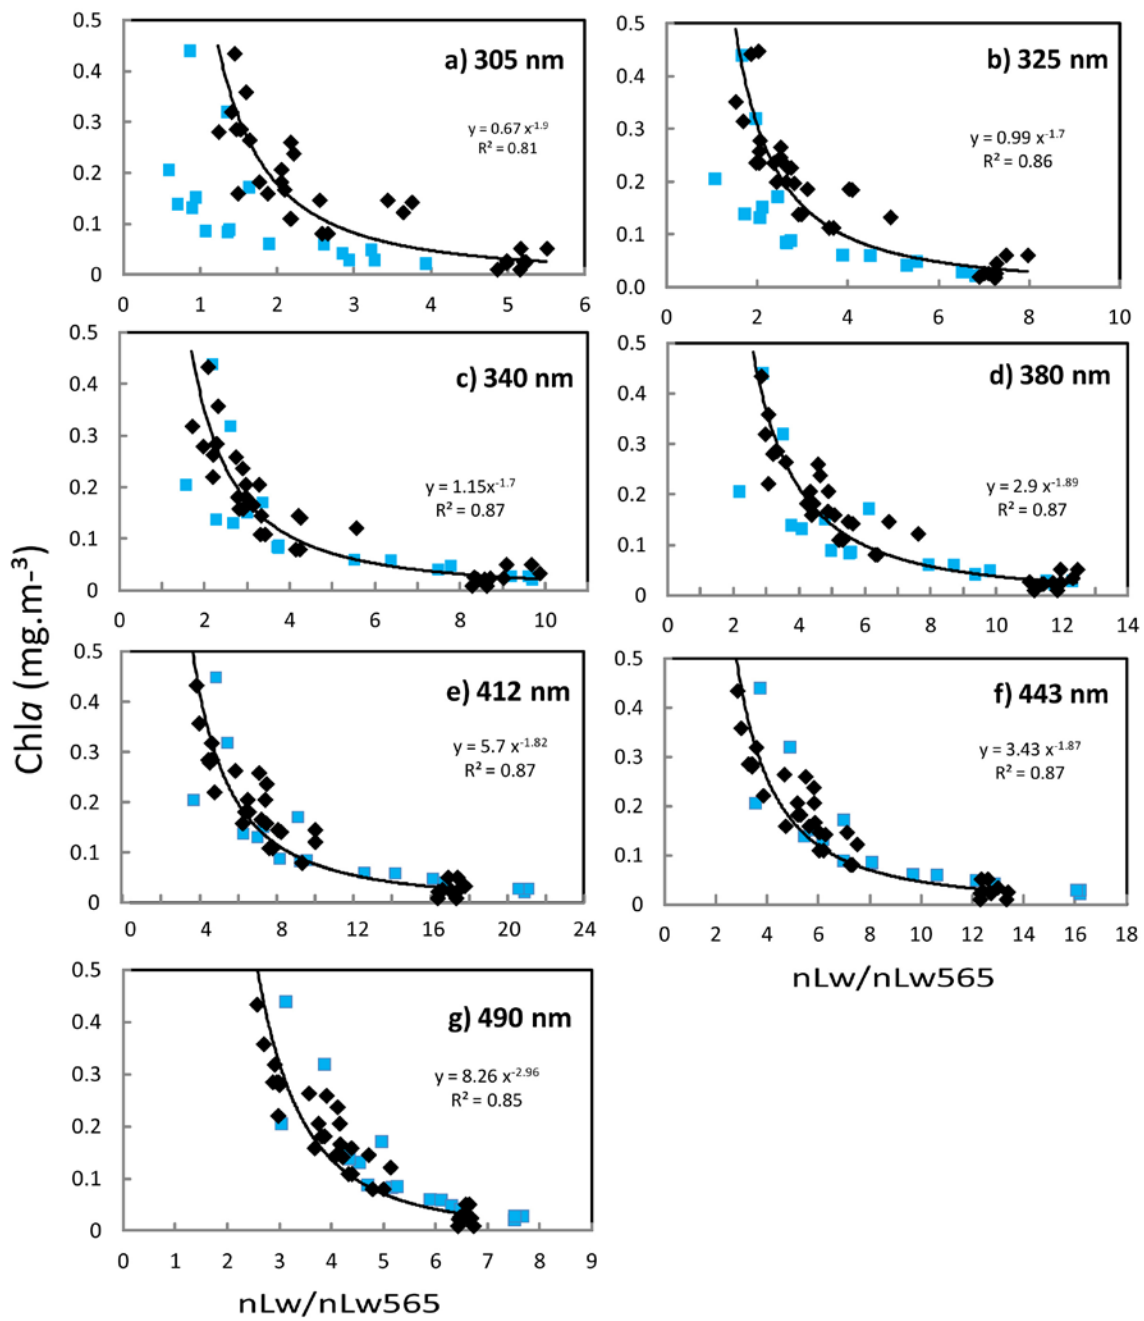 Chla (mg.m-³)
a) 305 nm
y = 0.67 x^-1.9
R² = 0.81
0.5
0.4
0.3
0.2
0.1
0
0 1 2 3 4 5 6
b) 325 nm
y = 0.99 x^-1.7
R² = 0.86
0.5
0.4
0.3
0.2
0.1
0.0
0 2 4 6 8 10
c) 340 nm
y = 1.15x^-1.7
R² = 0.87
0.5
0.4
0.3
0.2
0.1
0
0 2 4 6 8 10
d) 380 nm
y = 2.9 x^-1.89
R² = 0.87
0.5
0.4
0.3
0.2
0.1
0
0 2 4 6 8 10 12 14
e) 412 nm
y = 5.7 x^-1.82
R² = 0.87
0.5
0.4
0.3
0.2
0.1
0
0 4 8 12 16 20 24
f) 443 nm
y = 3.43 x^-1.87
R² = 0.87
0.5
0.4
0.3
0.2
0.1
0
0 2 4 6 8 10 12 14 16 18
nLw/nLw565
g) 490 nm
y = 8.26 x^-2.96
R² = 0.85
0.5
0.4
0.3
0.2
0.1
0
0 1 2 3 4 5 6 7 8 9
nLw/nLw565